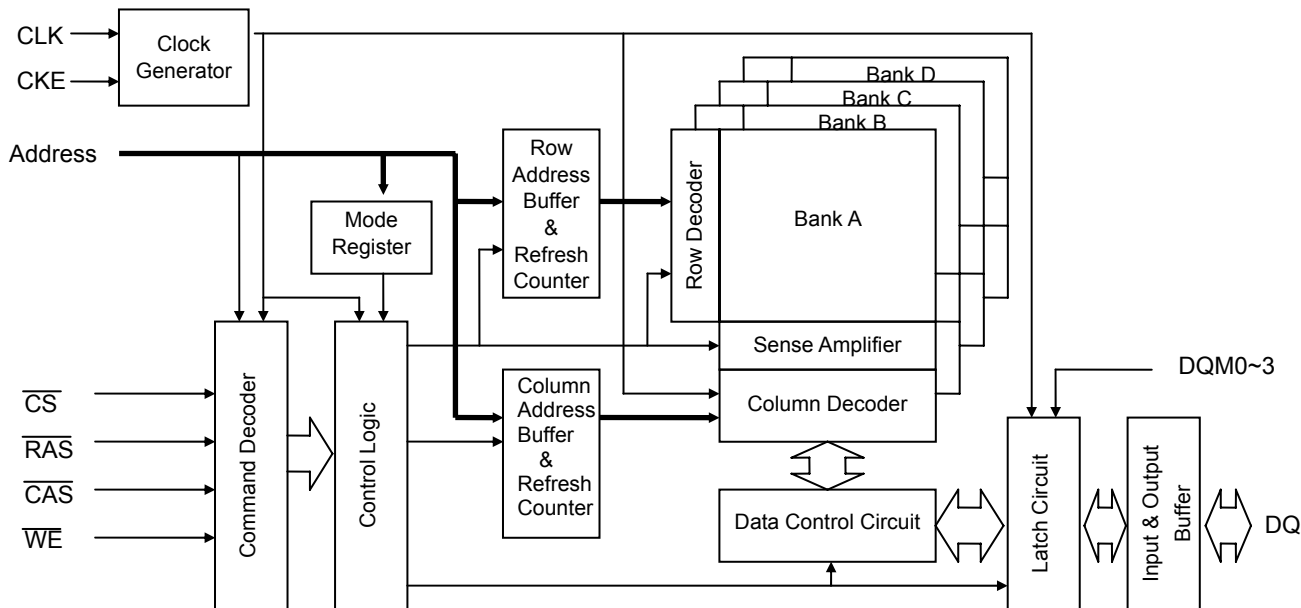 CLK
CKE
Clock
Generator
Address
Mode
Register
Row
Address
Buffer
&
Refresh
Counter
Bank D
Bank C
Bank B
Row Decoder
Bank A
Sense Amplifier
Column Decoder
CS
RAS
CAS
WE
Command Decoder
Control Logic
Column
Address
Buffer
&
Refresh
Counter
Data Control Circuit
DQM0~3
Latch Circuit
Input & Output
Buffer
DQ